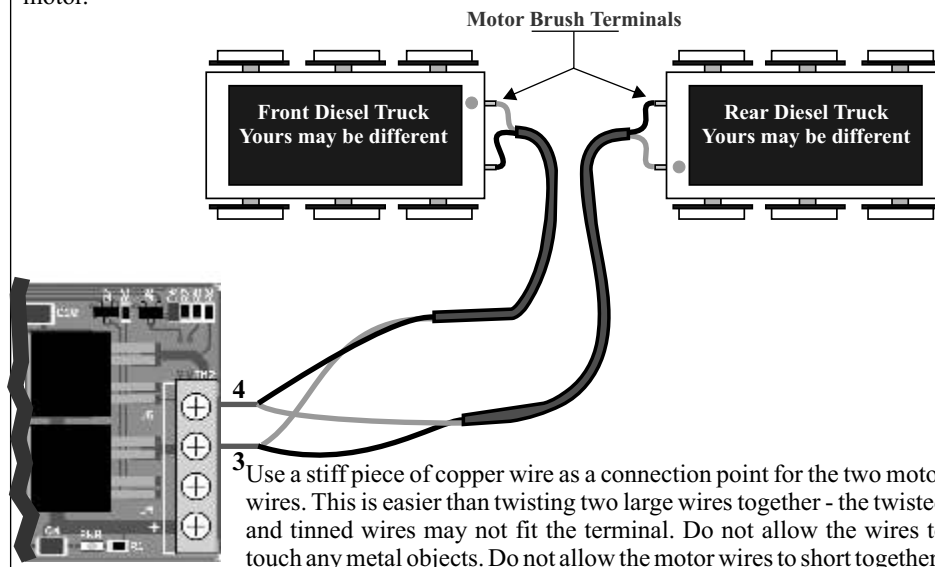 motor.
Motor Brush Terminals
Front Diesel Truck
Yours may be different
Rear Diesel Truck
Yours may be different
4
3
Use a stiff piece of copper wire as a connection point for the two moto
wires. This is easier than twisting two large wires together - the twisted
and tinned wires may not fit the terminal. Do not allow the wires to
touch any metal objects. Do not allow the motor wires to short together.